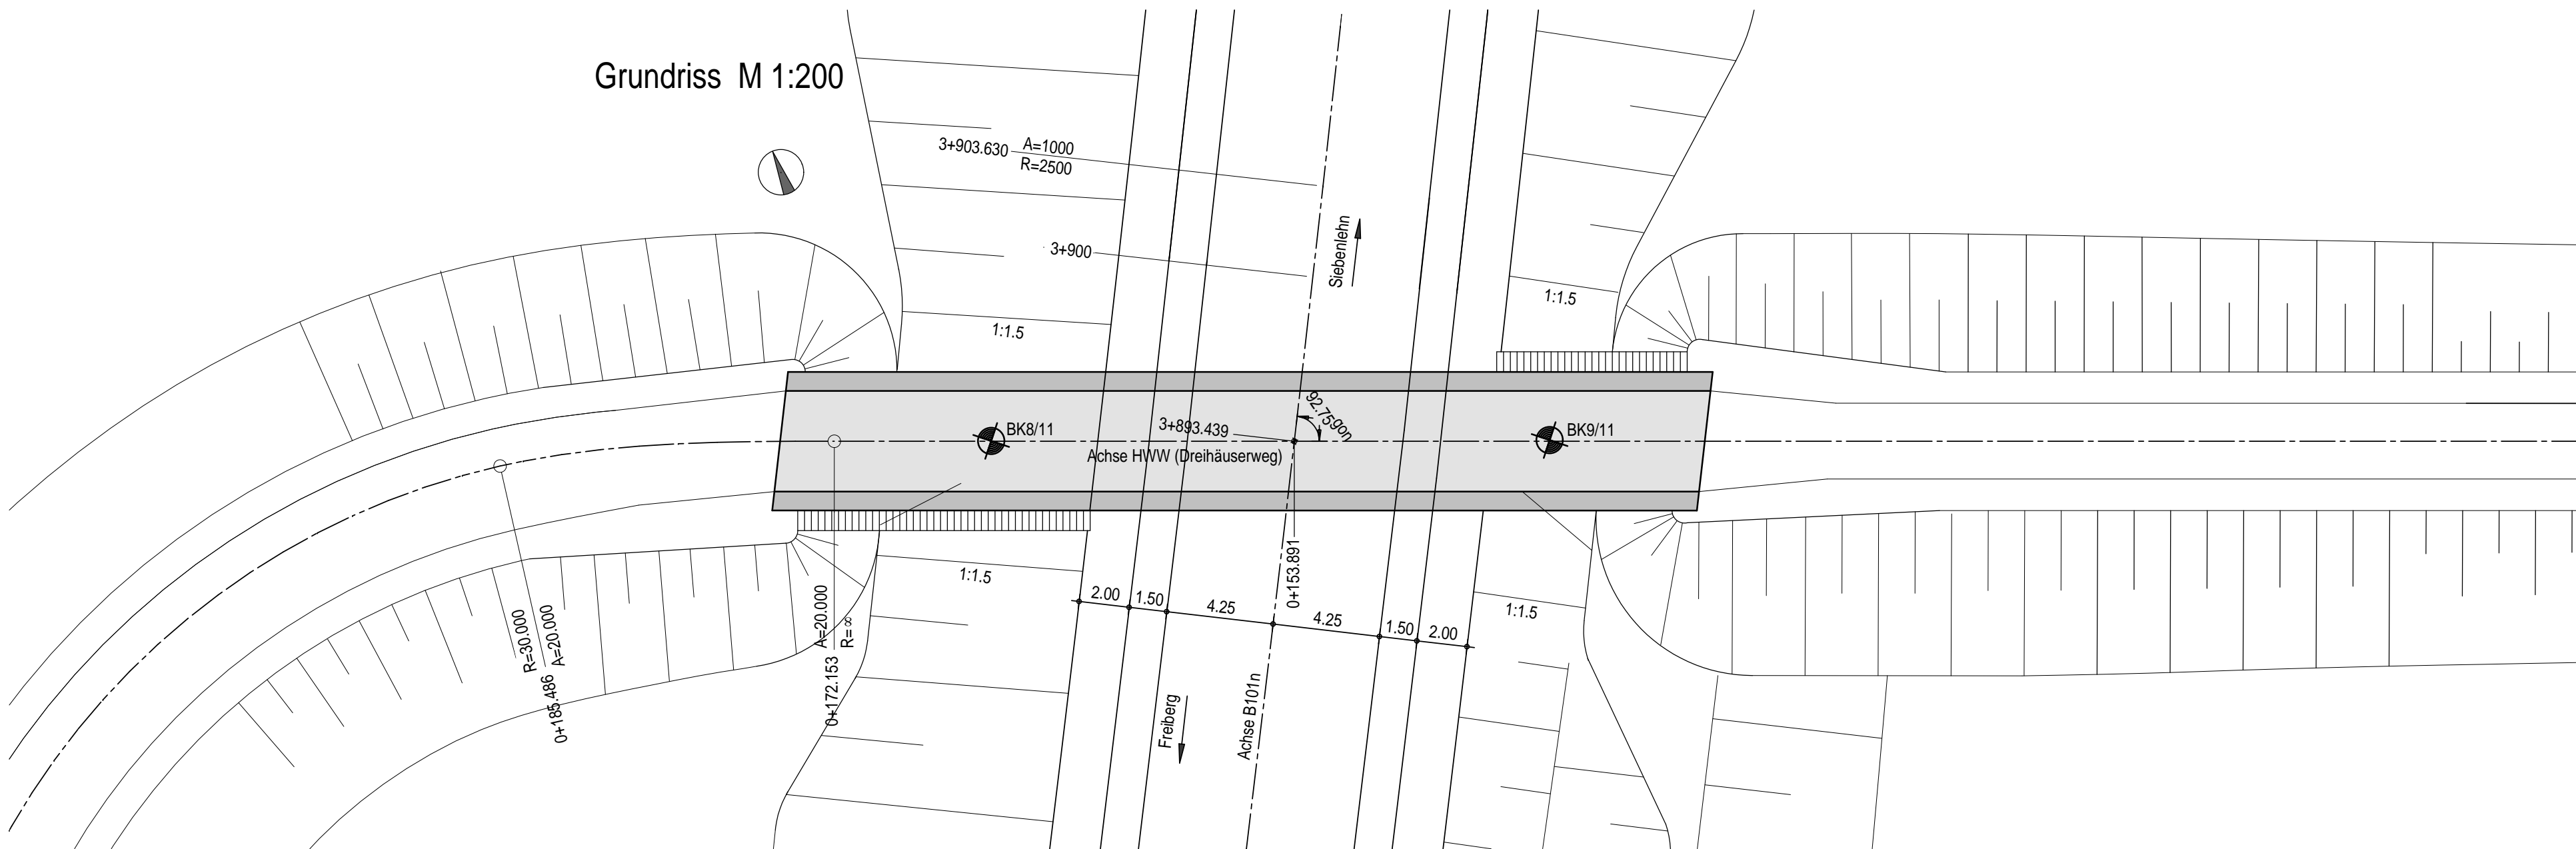 Grundriss M 1:200
3+903.630
A=1000
R=2500
3+900
Siebenlehn
1:1.5
1:1.5
92.75gon
BK8/11
3+893.439
BK9/11
Achse HWW (Dreihäuserweg)
0+153.891
1:1.5
1:1.5
2.00
1.50
4.25
4.25
1.50
2.00
R=30.000
0+185.486
A=20.000
0+172.153
A=20.000
R=∞
Freiberg
Achse B101n